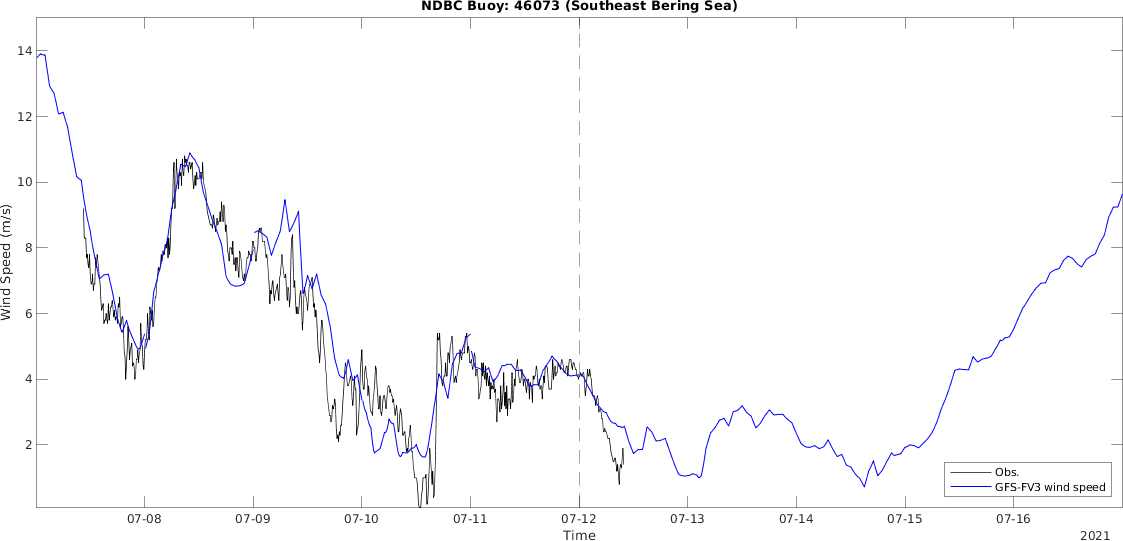 NDBC Buoy: 46073 (Southeast Bering Sea)
Wind Speed (m/s)
14
12
10
8
6
4
2
Obs.
GFS-FV3 wind speed
07-08 07-09 07-10 07-11 07-12 07-13 07-14 07-15 07-16
Time
2021